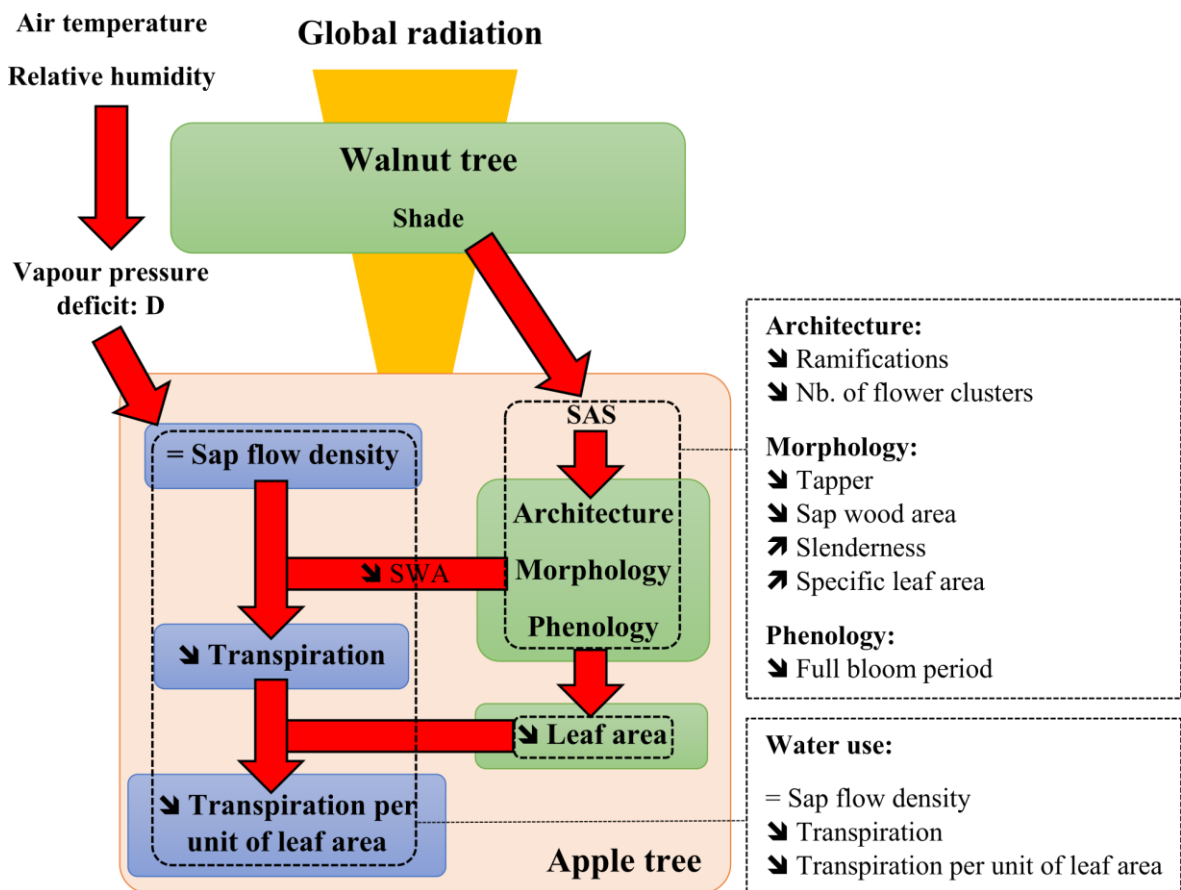 Air temperature
Relative humidity
Global radiation
Walnut tree
Shade
Vapour pressure
deficit: D
= Sap flow density
SAS
Architecture
Morphology
Phenology
↘ SWA
↘ Transpiration
↘ Leaf area
↘ Transpiration per
unit of leaf area
Apple tree
Architecture:
↘ Ramifications
↘ Nb. of flower clusters
Morphology:
↘ Tapper
↘ Sap wood area
↗ Slenderness
↗ Specific leaf area
Phenology:
↘ Full bloom period
Water use:
= Sap flow density
↘ Transpiration
↘ Transpiration per unit of leaf area